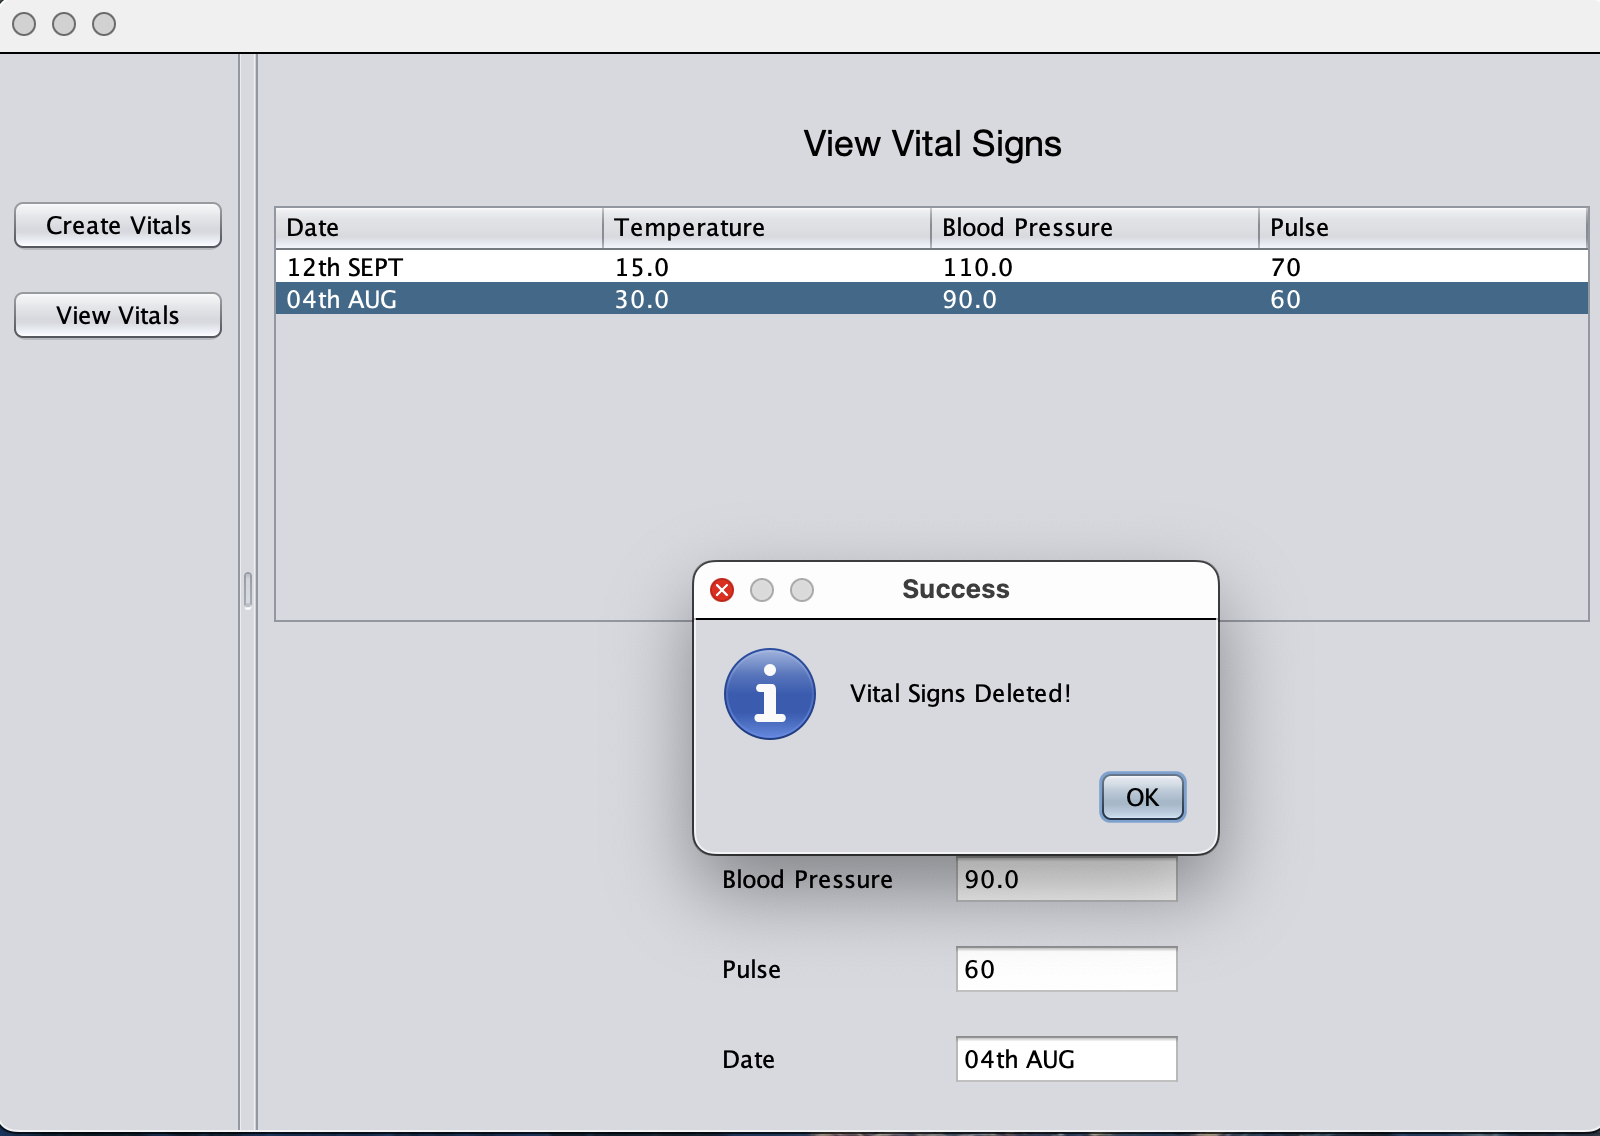 View Vital Signs
Create Vitals
View Vitals
Date Temperature Blood Pressure Pulse
12th SEPT 15.0 110.0 70
04th AUG 30.0 90.0 60
Success
Vital Signs Deleted!
OK
Blood Pressure 90.0
Pulse 60
Date 04th AUG